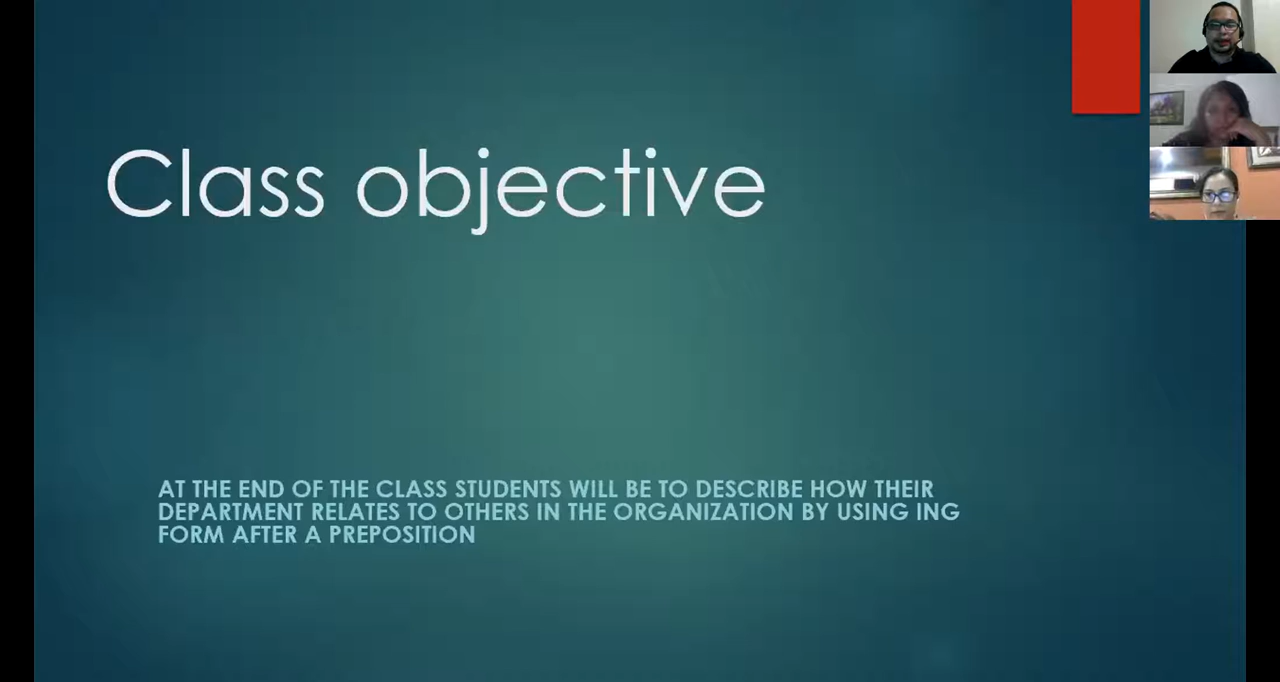 Class objective
AT THE END OF THE CLASS STUDENTS WILL BE TO DESCRIBE HOW THEIR
DEPARTMENT RELATES TO OTHERS IN THE ORGANIZATION BY USING ING
FORM AFTER A PREPOSITION